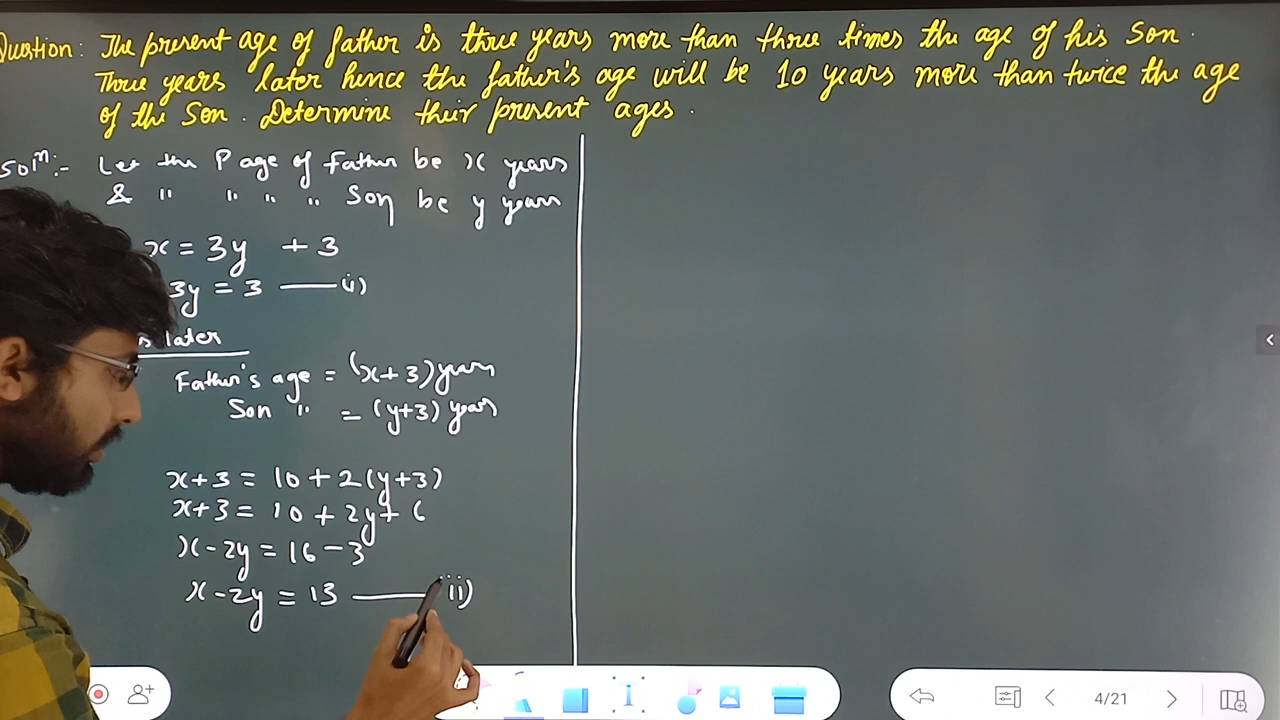 Question: The present age of father is three years more than three times the age of his Son.
Three years later hence the father's age will be 10 years more than twice the age
of the Son. Determine their present ages.
Solⁿ:- Let the P age of Father be x years
& " " " " Son be y years
x = 3y + 3
3y = 3 —— i)
later
Father's age = (x+3) years
Son " = (y+3) years
x+3 = 10 + 2(y+3)
x+3 = 10 + 2y + 6
x - 2y = 16 - 3
x - 2y = 13 —— ii)
4/21